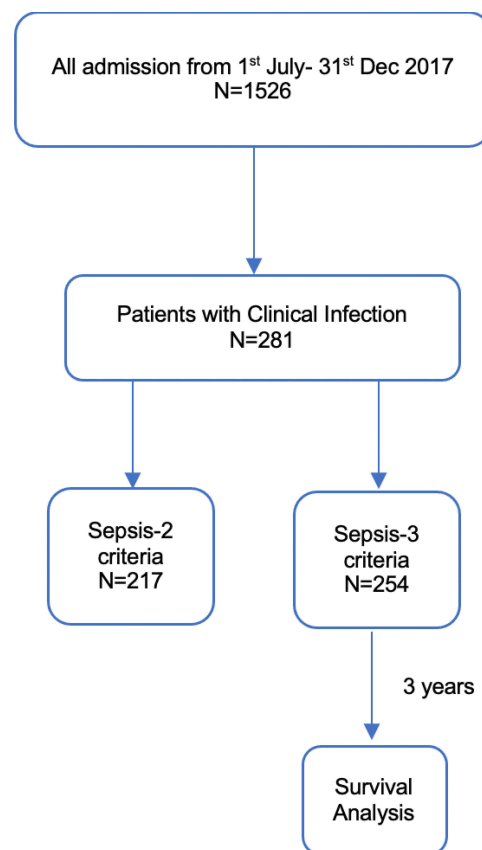 All admission from 1st July- 31st Dec 2017
N=1526
Patients with Clinical Infection
N=281
Sepsis-2
criteria
N=217
Sepsis-3
criteria
N=254
3 years
Survival
Analysis